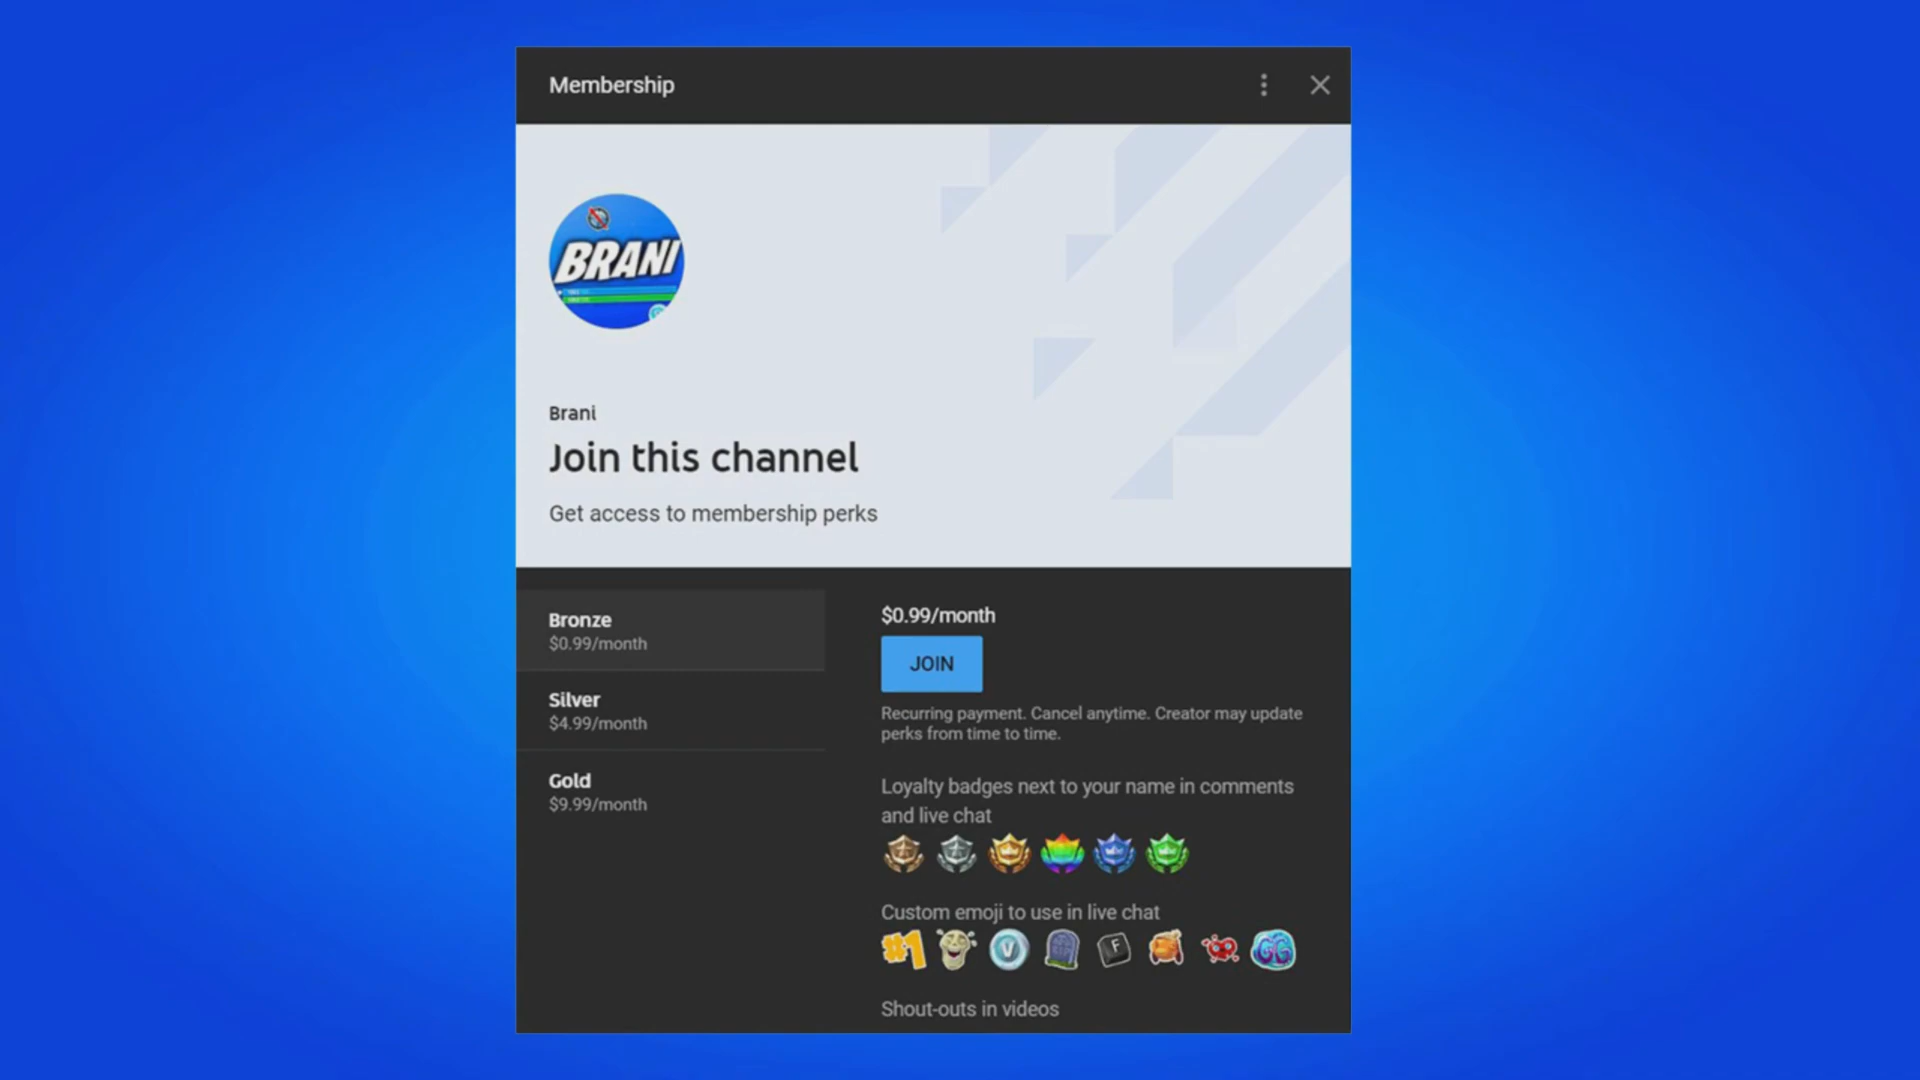 Membership
BRANI
Brani
Join this channel
Get access to membership perks
Bronze
$0.99/month
Silver
$4.99/month
Gold
$9.99/month
$0.99/month
JOIN
Recurring payment. Cancel anytime. Creator may update
perks from time to time.
Loyalty badges next to your name in comments
and live chat
Custom emoji to use in live chat
#1
V
F
GG
Shout-outs in videos